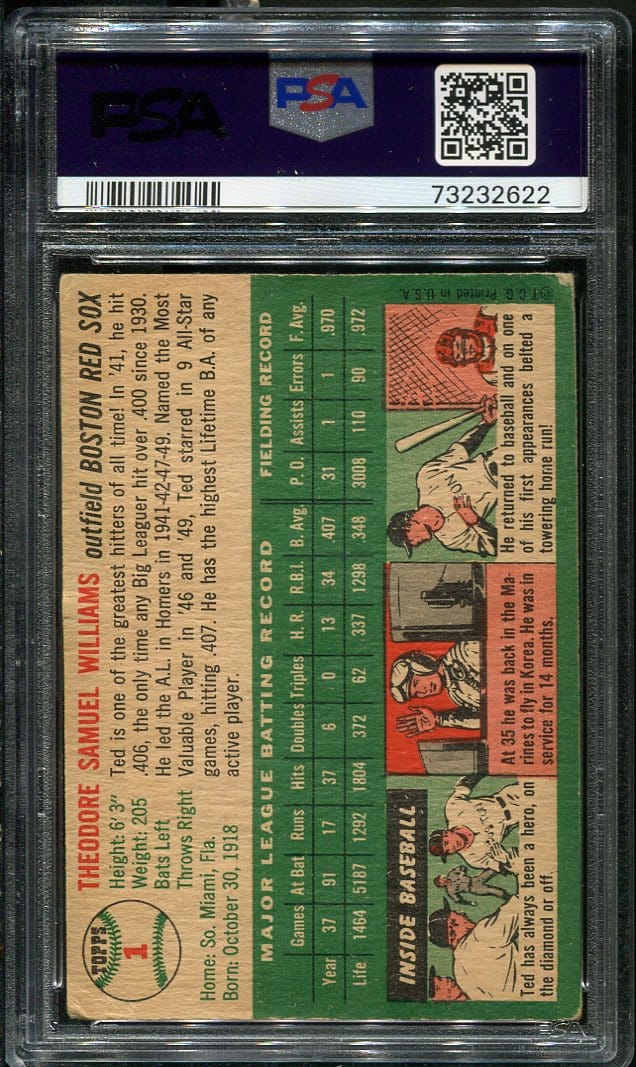 PSA
PSA
73232622
TOPPS
1
THEODORE SAMUEL WILLIAMS outfield BOSTON RED SOX
Height: 6' 3"
Weight: 205
Bats Left
Throws Right
Home: So. Miami, Fla.
Born: October 30, 1918
Ted is one of the greatest hitters of all time! In '41, he hit
.406, the only time any Big Leaguer hit over .400 since 1930.
He led the A.L. in Homers in 1941-42-47-49. Named the Most
Valuable Player in '46 and '49, Ted starred in 9 All-Star
games, hitting .407. He has the highest Lifetime B.A. of any
active player.
MAJOR LEAGUE BATTING RECORD FIELDING RECORD
Games At Bat Runs Hits Doubles Triples H. R. R.B.I. B. Avg. P. O. Assists Errors F. Avg.
Year 37 91 17 37 6 0 13 34 .407 31 1 1 .970
Life 1464 5187 1292 1804 372 62 337 1298 .348 3008 110 90 .972
INSIDE BASEBALL
Ted has always been a hero, on
the diamond or off.
At 35 he was back in the Ma-
rines to fly in Korea. He was in
service for 14 months.
He returned to baseball and on one
of his first appearances belted a
towering home run!
© T. C. G. Printed in U. S. A.